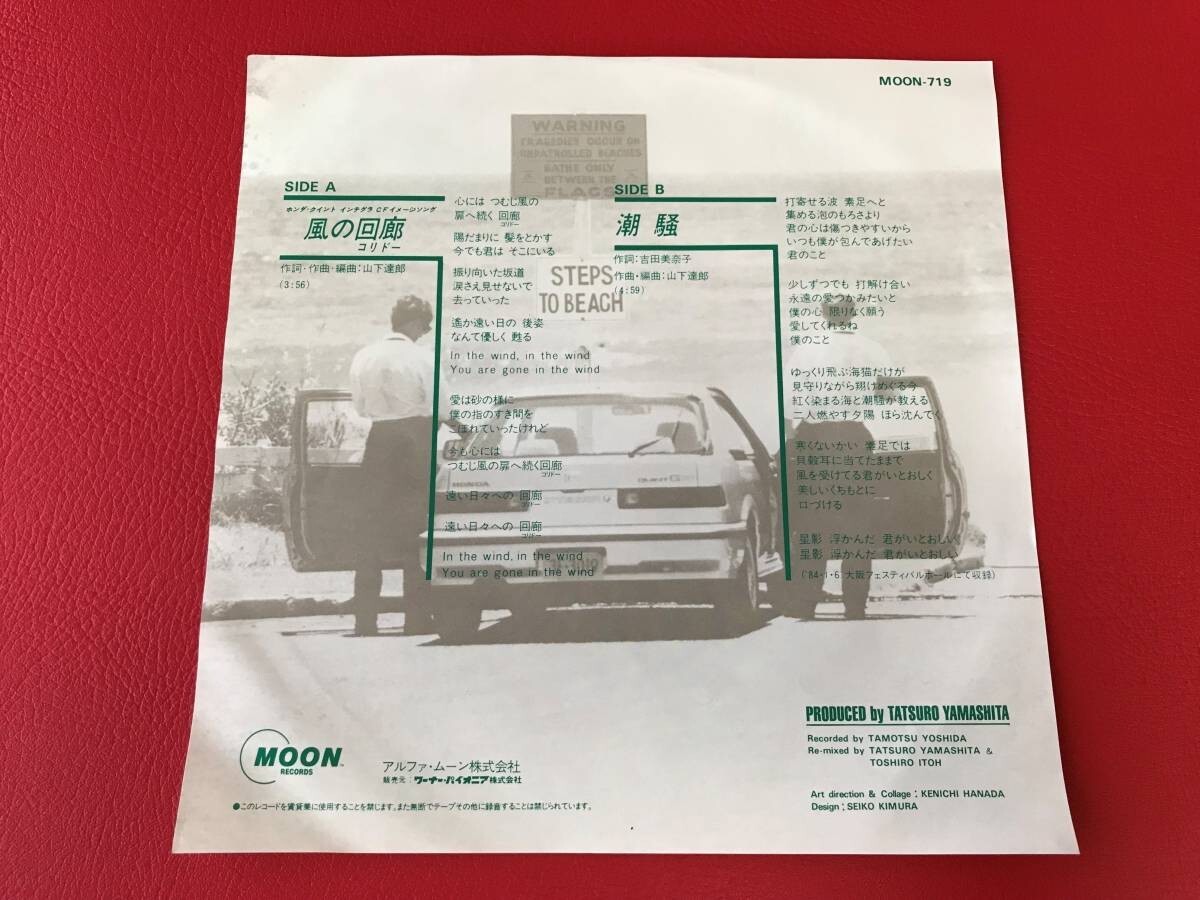 MOON-719
WARNING
TRAGEDIES OCCUR ON
UNPATROLLED BEACHES
BATHE ONLY
BETWEEN THE
FLAGS
STEPS
TO BEACH
SIDE A
ホンダ・クイント インテグラ CFイメージソング
風の回廊
コリドー
作詞・作曲・編曲:山下達郎
(3:56)
心には つむじ風の
扉へ続く 回廊
コリドー
陽だまりに 髪をとかす
今でも君は そこにいる
振り向いた坂道
涙さえ見せないで
去っていった
遙か遠い日の 後姿
なんて優しく 甦る
In the wind, in the wind
You are gone in the wind
愛は砂の様に
僕の指のすき間を
こぼれていったけれど
今も心には
つむじ風の扉へ続く回廊
コリドー
遠い日々への 回廊
コリドー
遠い日々への 回廊
コリドー
In the wind, in the wind
You are gone in the wind
SIDE B
潮騒
作詞:吉田美奈子
作曲・編曲:山下達郎
(4:59)
打寄せる波 素足へと
集める泡のもろさより
君の心は傷つきやすいから
いつも僕が包んであげたい
君のこと
少しずつでも 打解け合い
永遠の愛つかみたいと
僕の心 限りなく願う
愛してくれるね
僕のこと
ゆっくり飛ぶ海猫だけが
見守りながら翔けめぐる今
紅く染まる海と潮騒が教える
二人燃やす夕陽 ほら沈んでく
寒くないかい 素足では
貝殻耳に当てたままで
風を受けてる君がいとおしく
美しいくちもとに
口づける
星影 浮かんだ 君がいとおしい
星影 浮かんだ 君がいとおしい
('84・1・6 大阪フェスティバルホールにて収録)
HONDA
QUINT
PRODUCED by TATSURO YAMASHITA
Recorded by TAMOTSU YOSHIDA
Re-mixed by TATSURO YAMASHITA &
TOSHIRO ITOH
Art direction & Collage: KENICHI HANADA
Design: SEIKO KIMURA
MOON
RECORDS
TM
アルファ・ムーン株式会社
販売元:ワーナー・パイオニア株式会社
●このレコードを賃貸業に使用することを禁じます。また無断でテープその他に録音することは禁じられています。